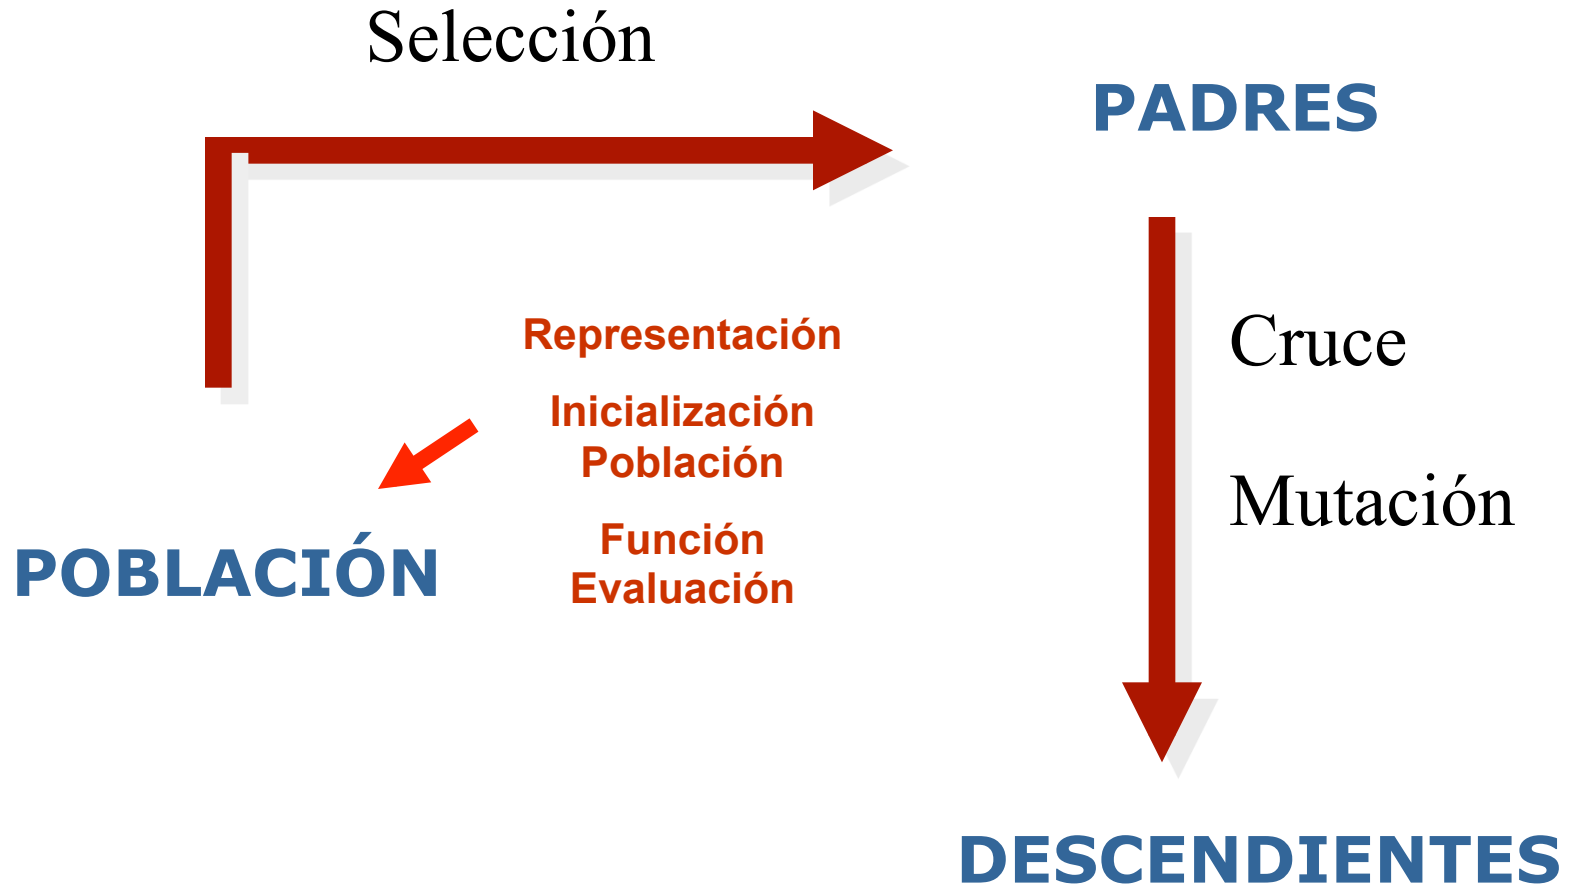 Selección
PADRES
Representación
Cruce
Inicialización
Población
Mutación
Función
POBLACIÓN
Evaluación
DESCENDIENTES